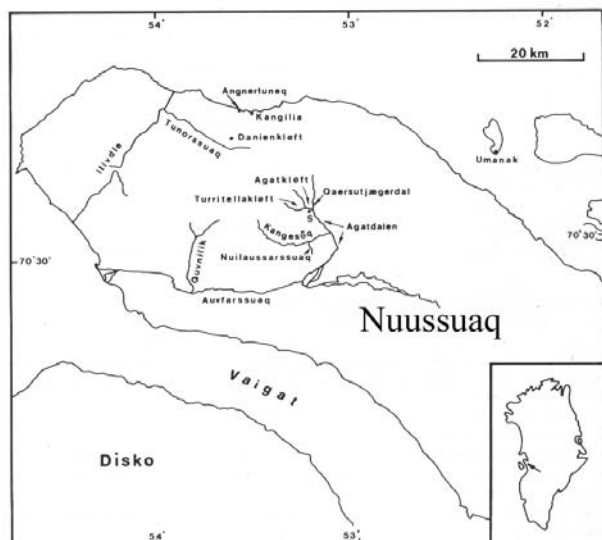 54°
53°
52°
20 km
Angnertuneq
Kangilia
Danienkløft
Tunorssuaq
Ilivdle
Umanak
Agatkløft
Qaersutjægerdal
Turritellakløft
S
Agatdalen
Kangesôq
70°30'
Nuilaussarssuaq
Quvnilik
70°30'
Auvfarssuaq
Nuussuaq
Vaigat
Disko
54°
53°